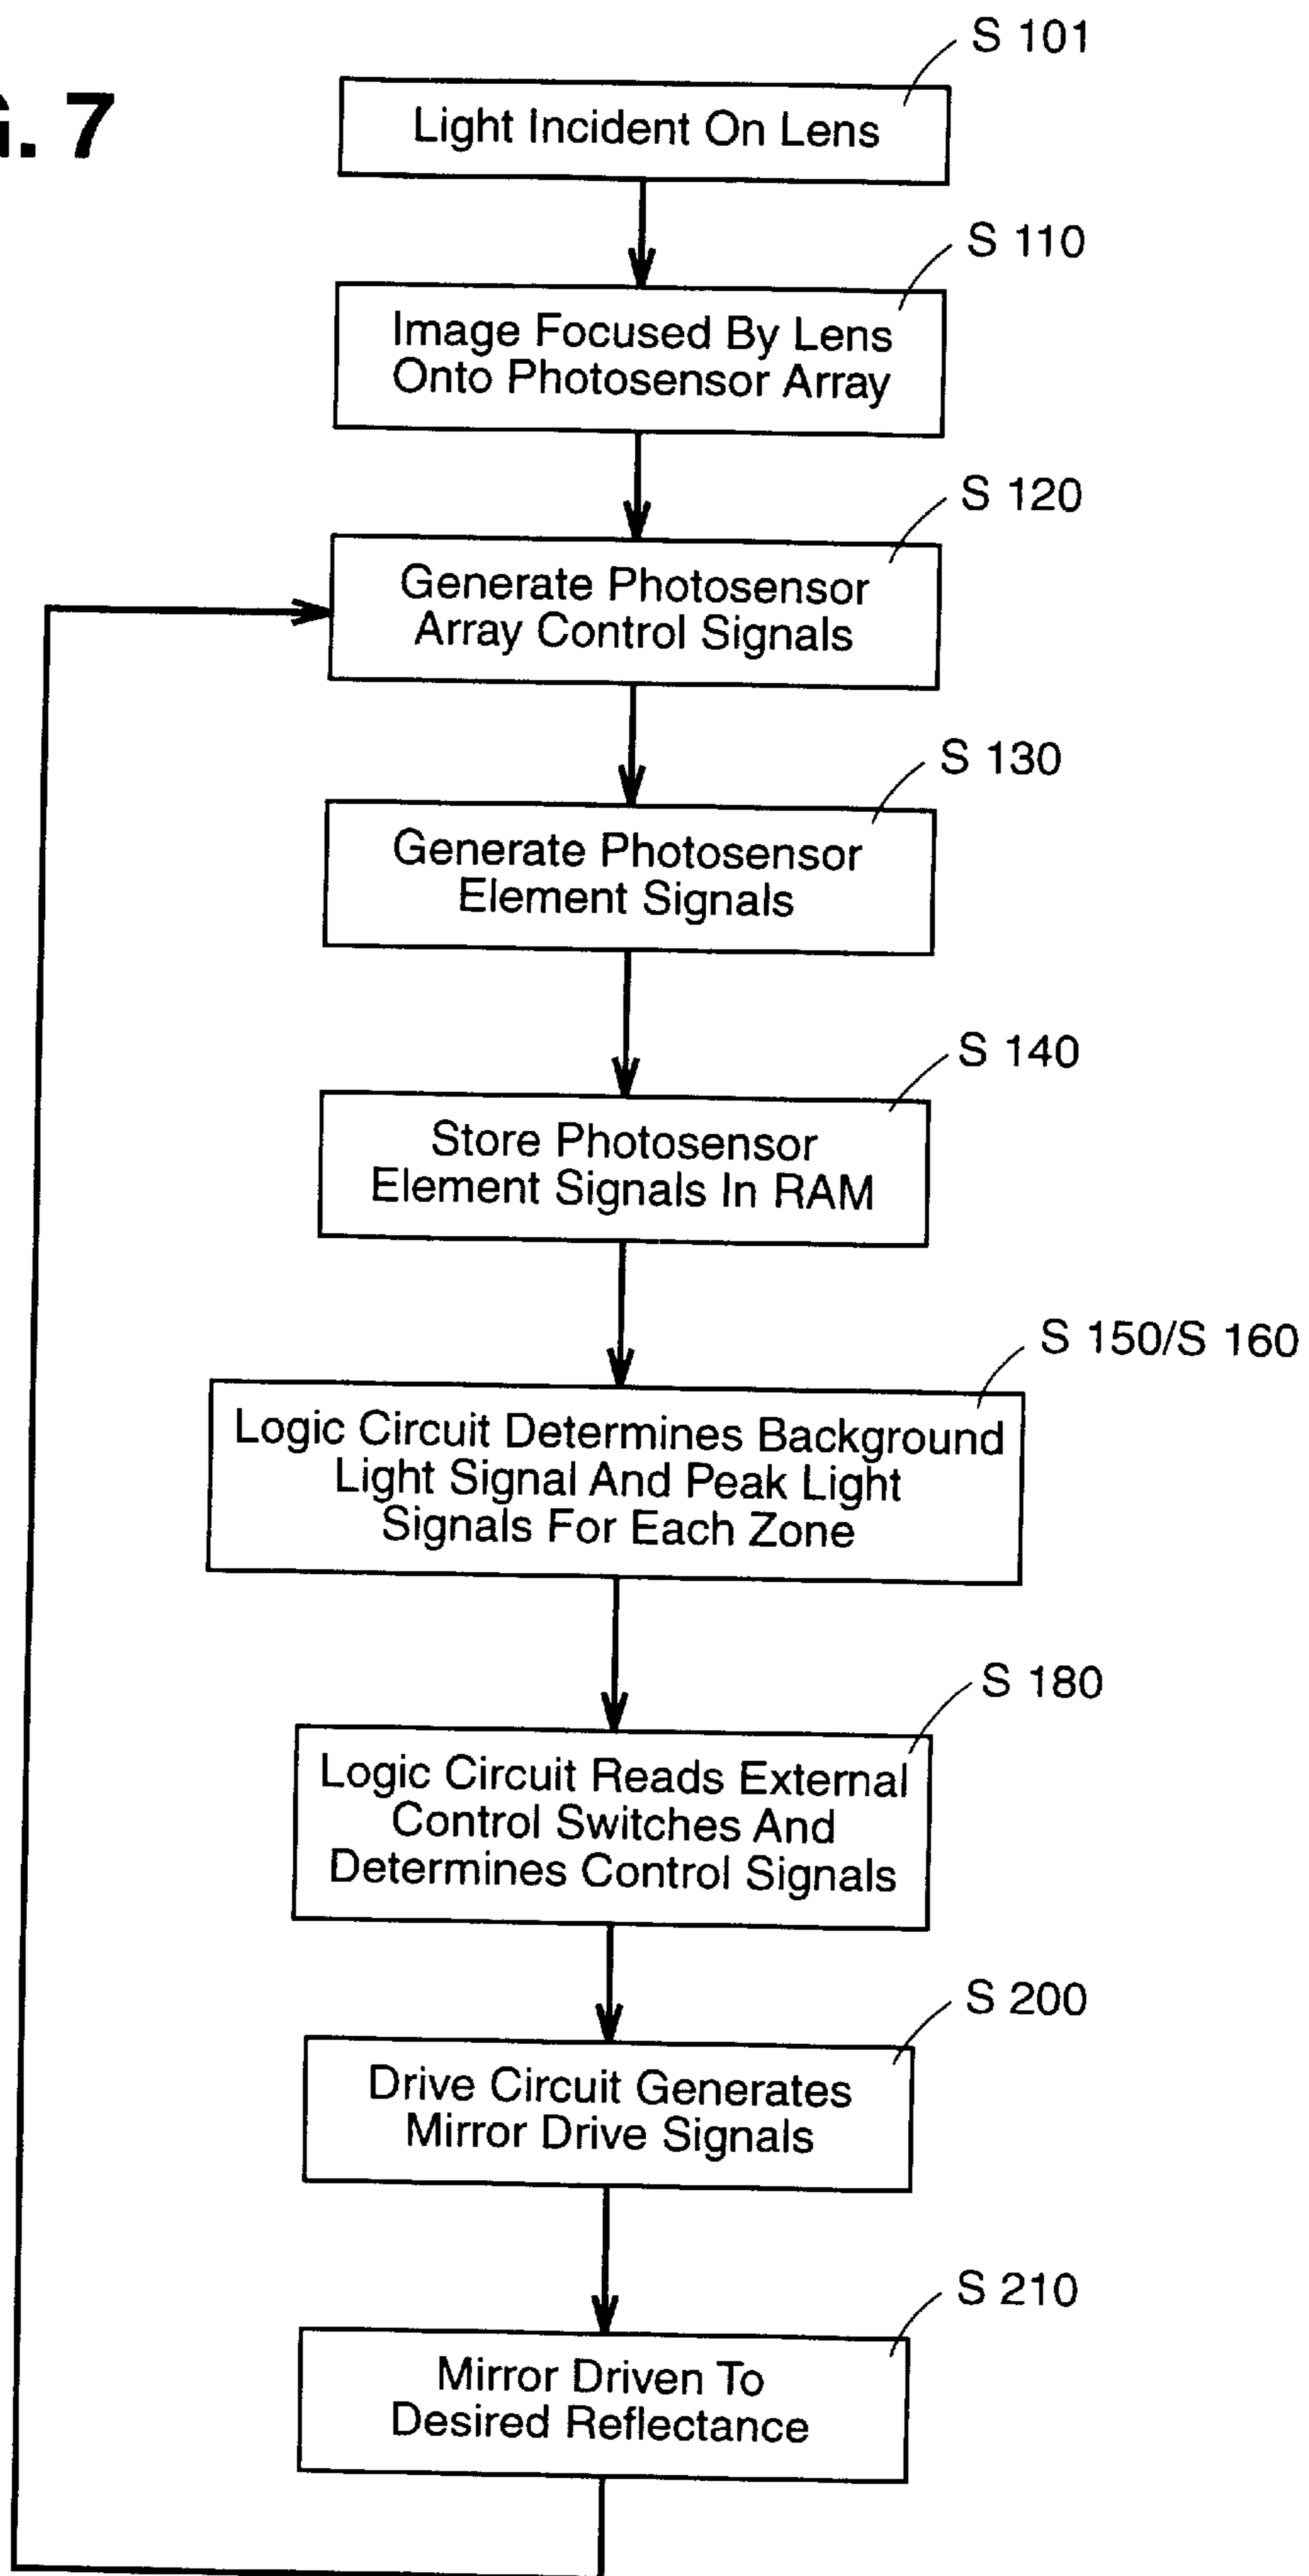 G. 7
S 101
Light Incident On Lens
S 110
Image Focused By Lens
Onto Photosensor Array
S 120
Generate Photosensor
Array Control Signals
S 130
Generate Photosensor
Element Signals
S 140
Store Photosensor
Element Signals In RAM
S 150/S 160
Logic Circuit Determines Background
Light Signal And Peak Light
Signals For Each Zone
S 180
Logic Circuit Reads External
Control Switches And
Determines Control Signals
S 200
Drive Circuit Generates
Mirror Drive Signals
S 210
Mirror Driven To
Desired Reflectance